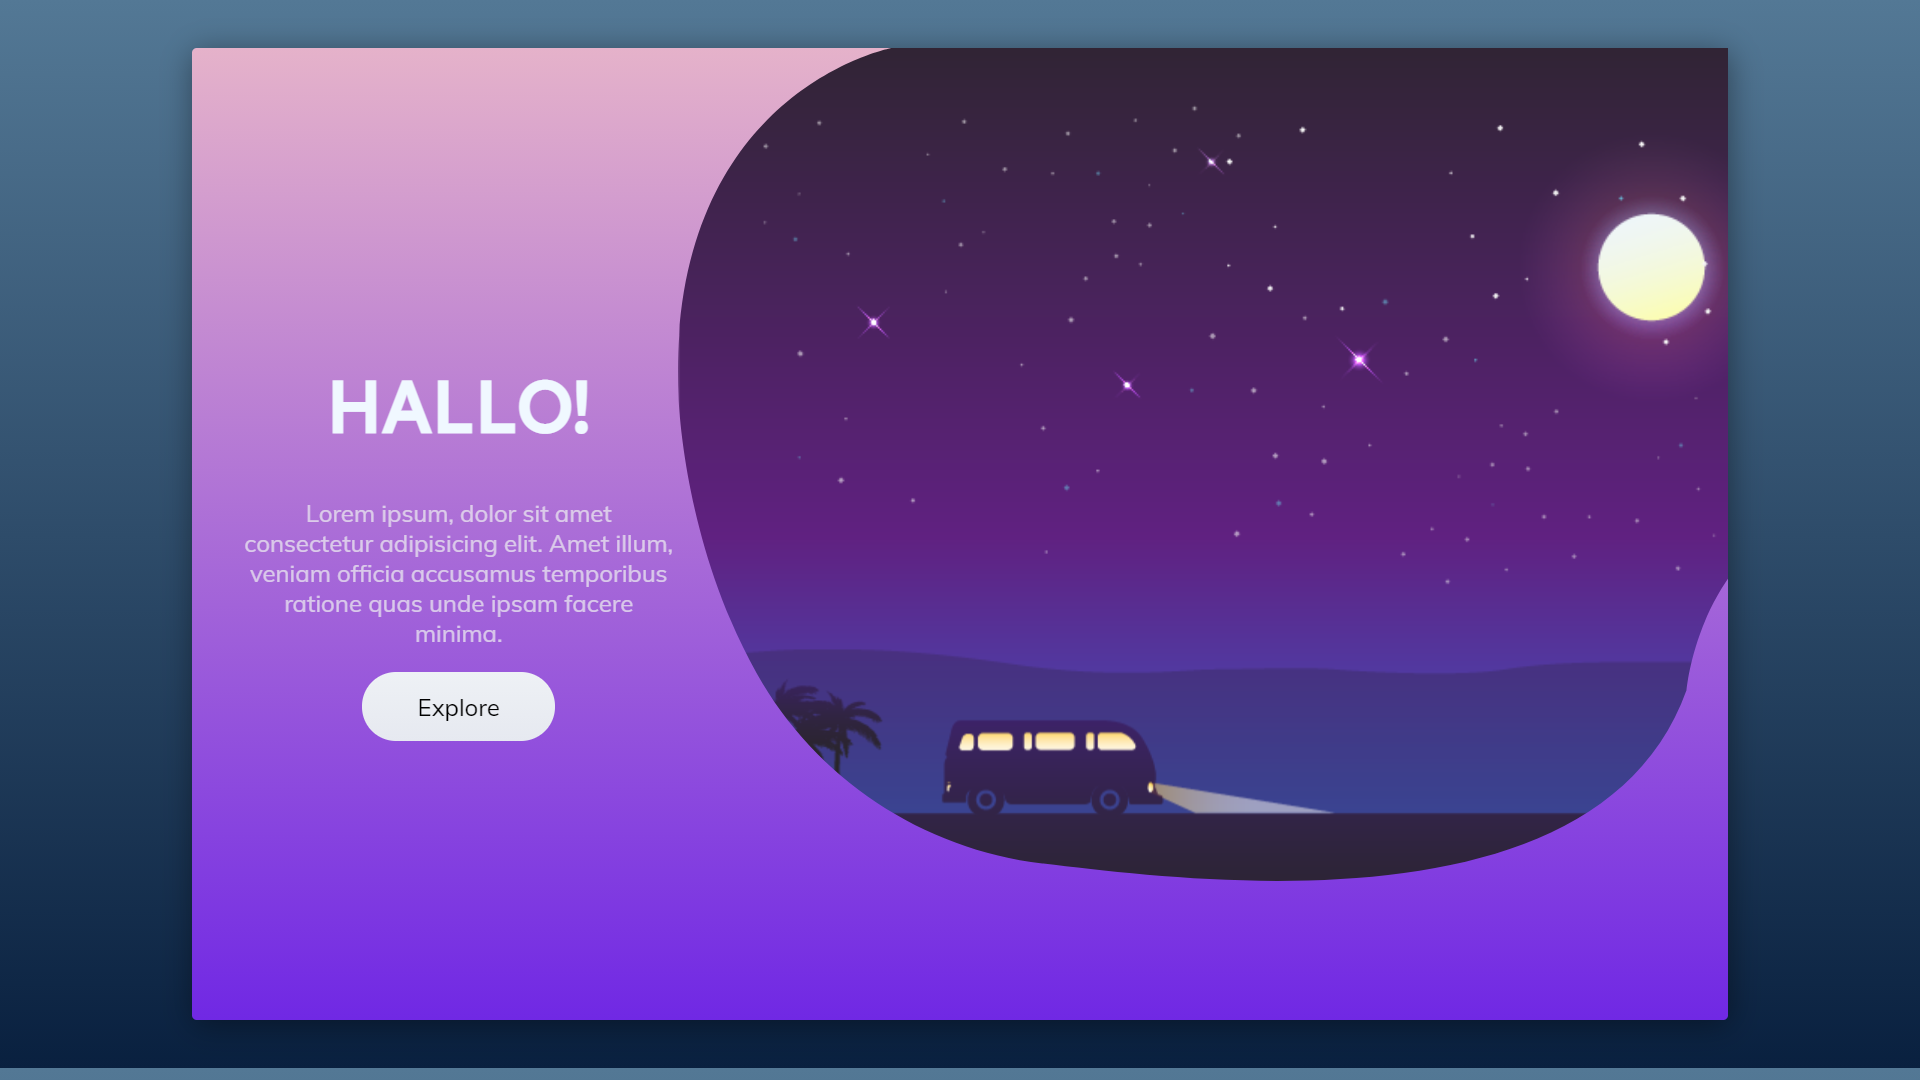 HALLO!
Lorem ipsum, dolor sit amet
consectetur adipisicing elit. Amet illum,
veniam officia accusamus temporibus
ratione quas unde ipsam facere
minima.
Explore